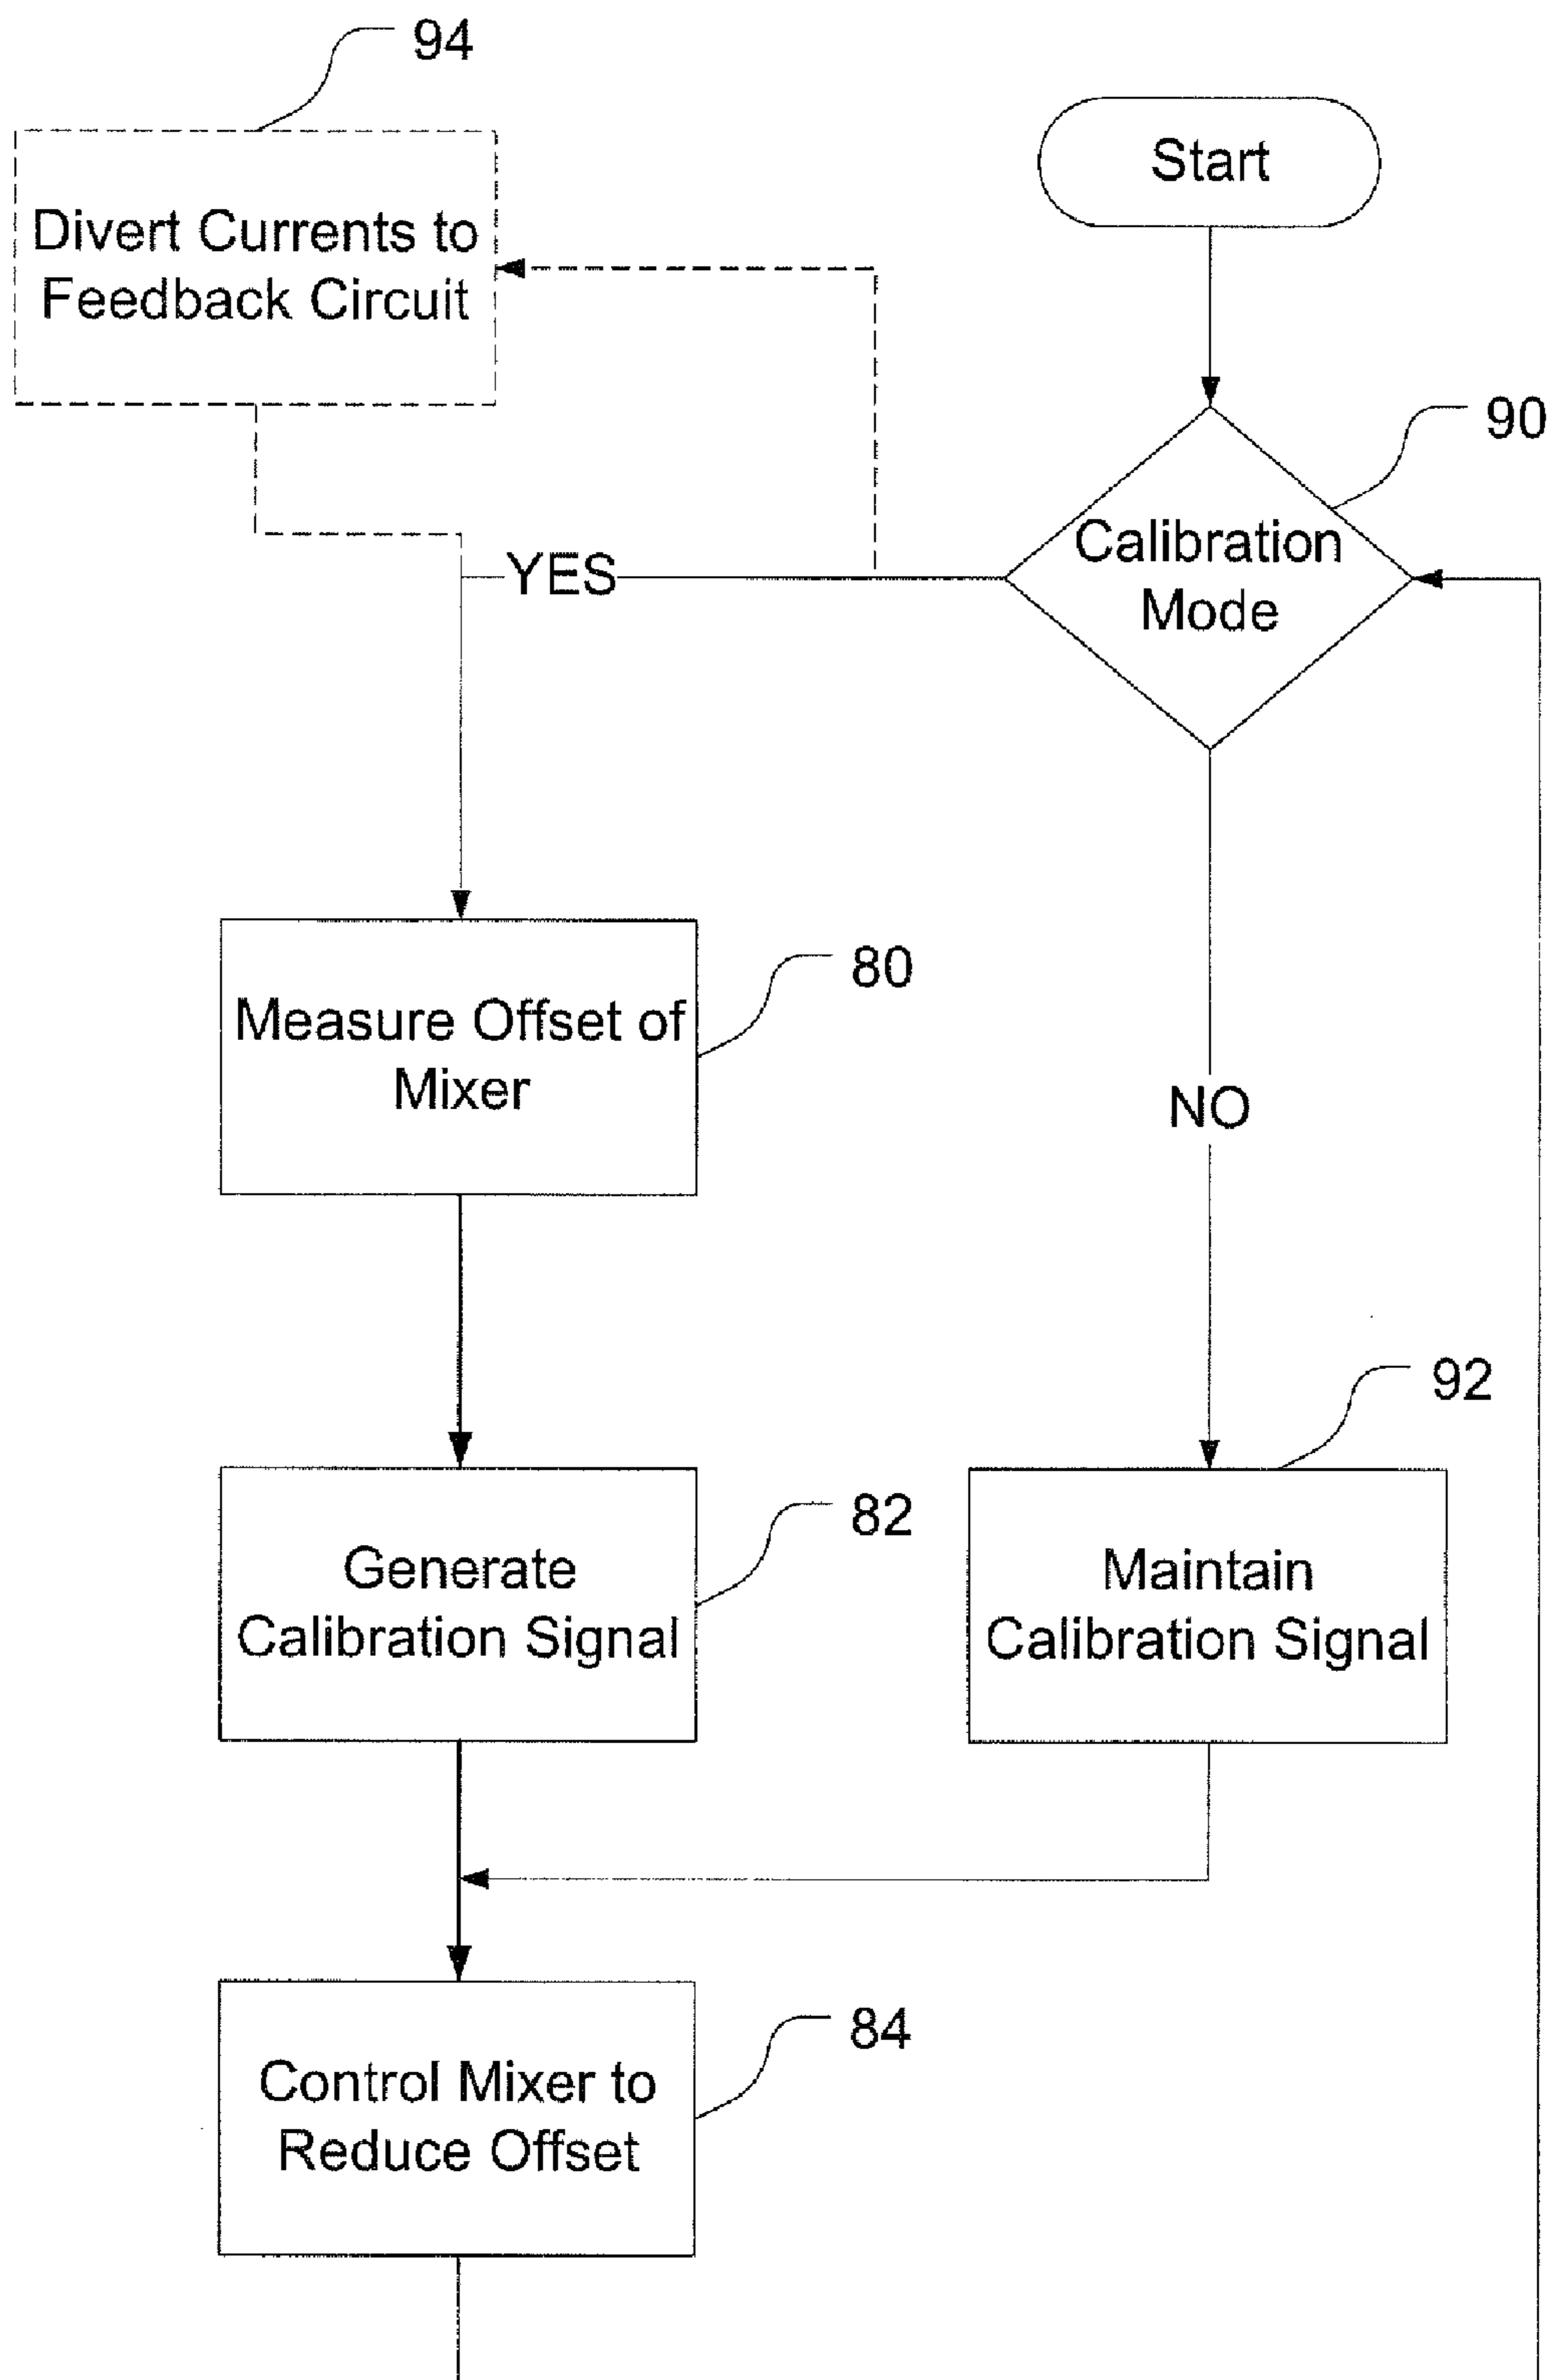 94
Start
Divert Currents to
Feedback Circuit
90
Calibration
Mode
YES
80
Measure Offset of
Mixer
NO
92
82
Generate
Calibration Signal
Maintain
Calibration Signal
84
Control Mixer to
Reduce Offset